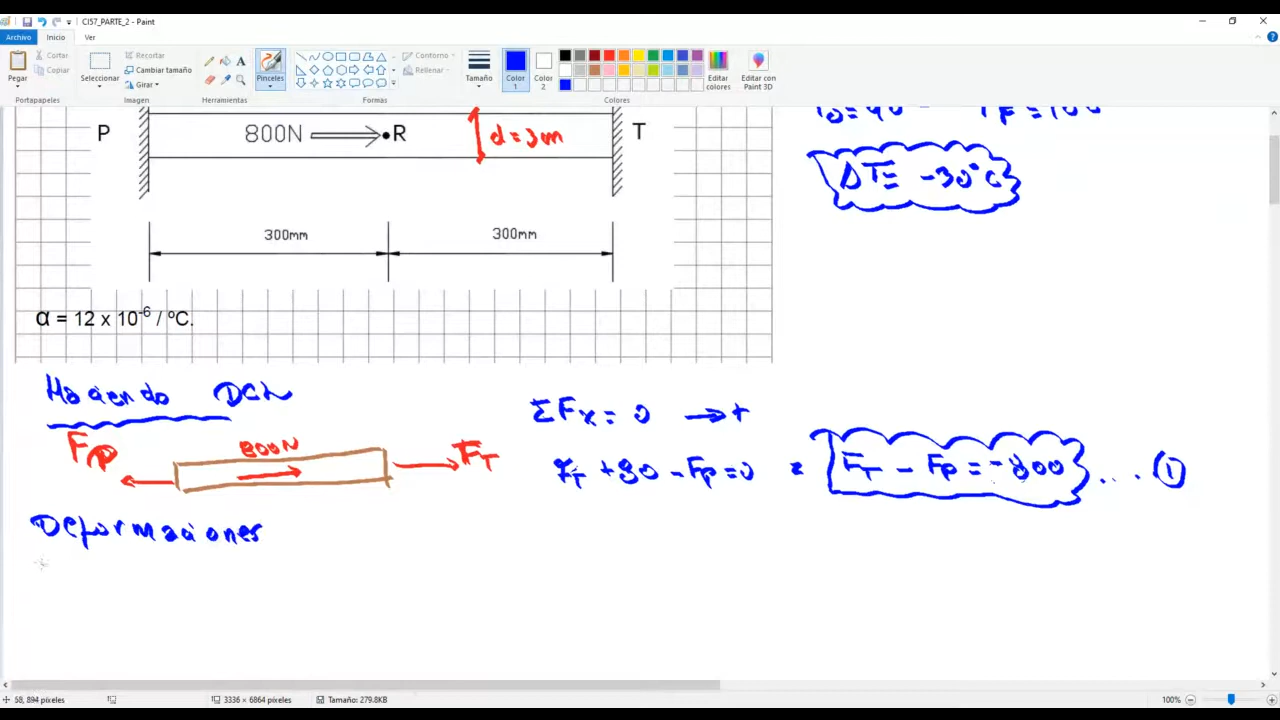 CI57_PARTE_2 - Paint
Archivo Inicio Ver
Pegar
Cortar
Copiar
Portapapeles
Seleccionar
Recortar
Cambiar tamaño
Girar
Imagen
A
Herramientas
Pinceles
Contorno
Rellenar
Formas
Tamaño
Color 1
Color 2
Editar colores
Editar con Paint 3D
Colores
P 800N R d=3m T
ΔT= -30°C
300mm 300mm
α = 12 x 10-6 / ºC.
Haciendo DCL
ΣFx = 0 → +
FP 800N FT
FT + 80 - Fp = 0
FT - Fp = -800 ... (1)
Deformaciones
58, 894 píxeles 3336 × 6864 píxeles Tamaño: 279.8KB 100%